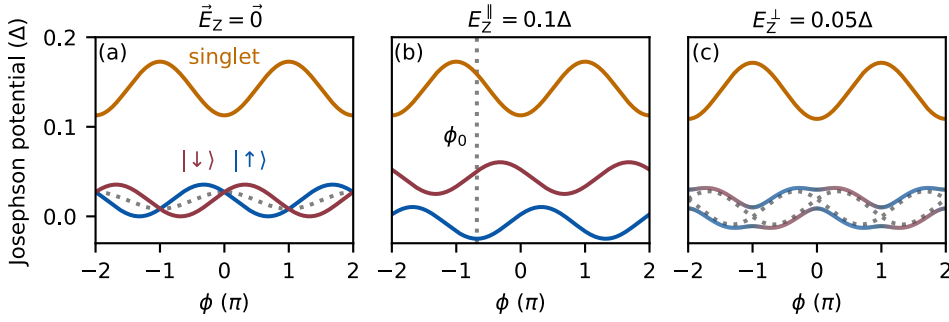 E⃗_Z = 0⃗
E_Z^∥ = 0.1Δ
E_Z^⊥ = 0.05Δ
Josephson potential (Δ)
0.2
0.1
0.0
(a)
singlet
|↓⟩ |↑⟩
(b)
ϕ₀
(c)
−2 −1 0 1 2
−2 −1 0 1 2
−2 −1 0 1 2
ϕ (π)
ϕ (π)
ϕ (π)